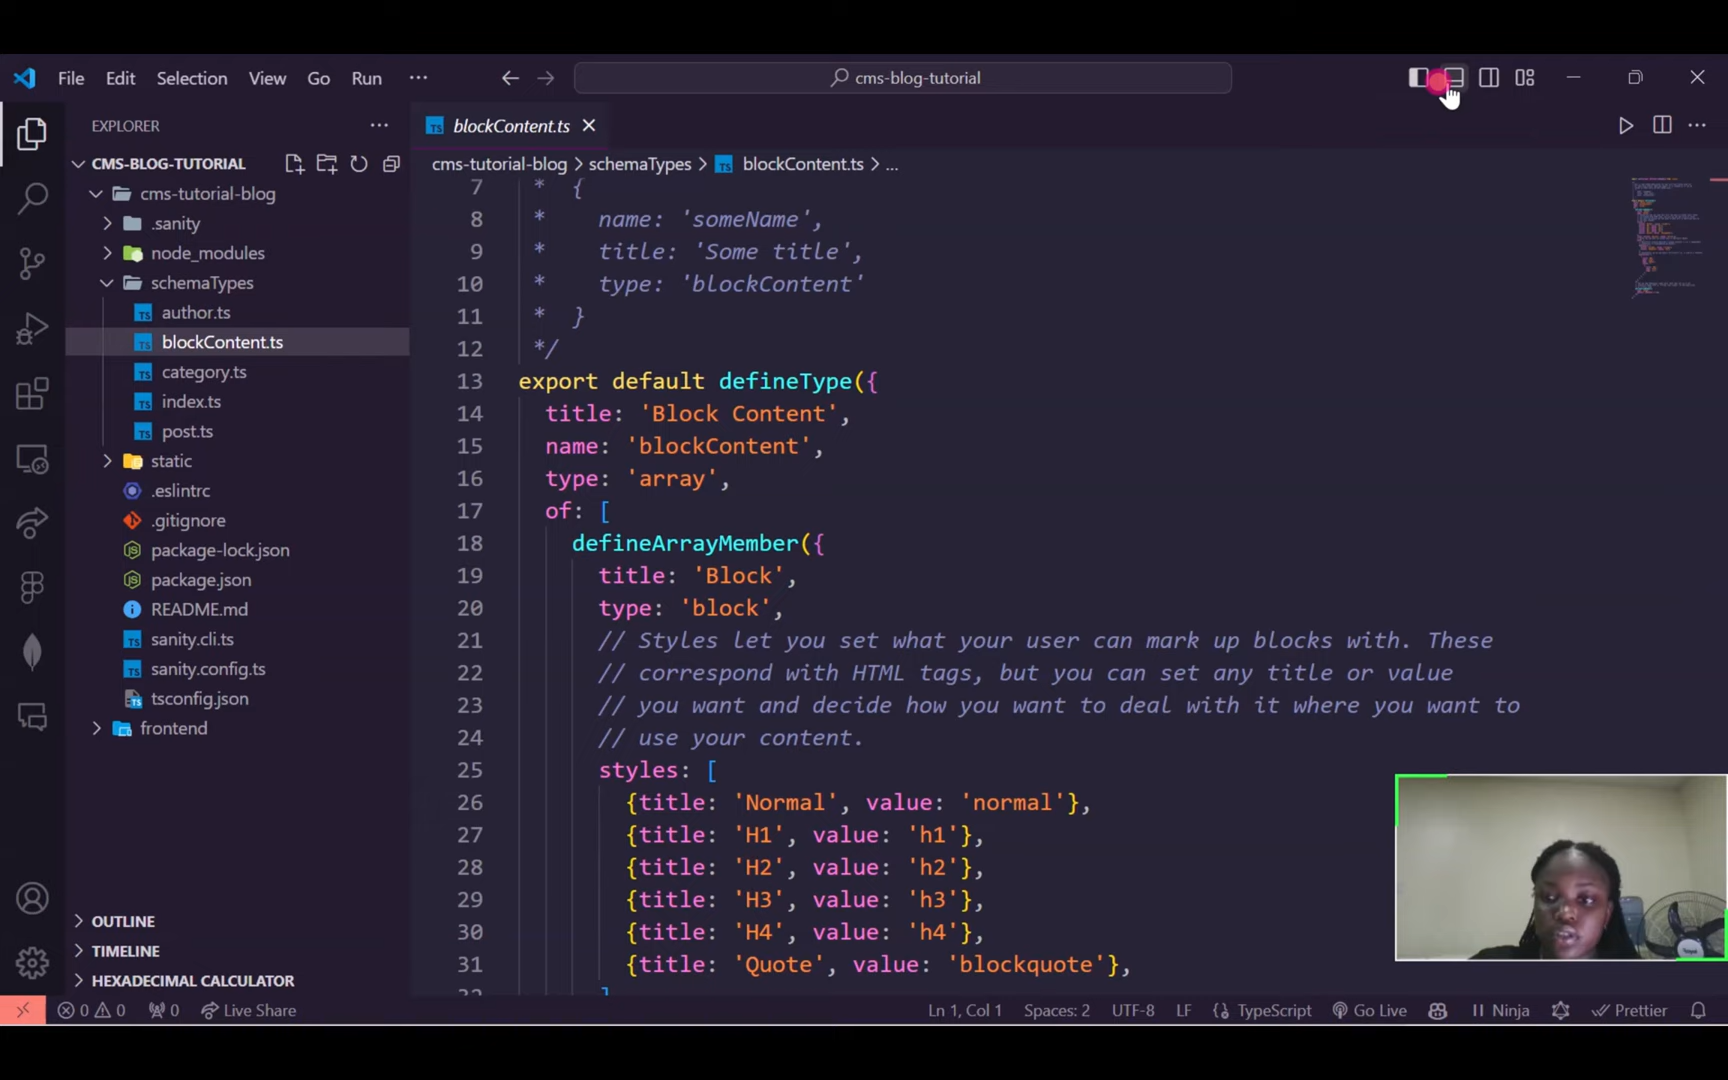 File Edit Selection View Go Run ··· cms-blog-tutorial
EXPLORER ···
CMS-BLOG-TUTORIAL
cms-tutorial-blog
.sanity
node_modules
schemaTypes
author.ts
blockContent.ts
category.ts
index.ts
post.ts
static
.eslintrc
.gitignore
package-lock.json
package.json
README.md
sanity.cli.ts
sanity.config.ts
tsconfig.json
frontend
OUTLINE
TIMELINE
HEXADECIMAL CALCULATOR
TS blockContent.ts
cms-tutorial-blog > schemaTypes > TS blockContent.ts > ...
7 * {
8 * name: 'someName',
9 * title: 'Some title',
10 * type: 'blockContent'
11 * }
12 */
13 export default defineType({
14 title: 'Block Content',
15 name: 'blockContent',
16 type: 'array',
17 of: [
18 defineArrayMember({
19 title: 'Block',
20 type: 'block',
21 // Styles let you set what your user can mark up blocks with. These
22 // correspond with HTML tags, but you can set any title or value
23 // you want and decide how you want to deal with it where you want to
24 // use your content.
25 styles: [
26 {title: 'Normal', value: 'normal'},
27 {title: 'H1', value: 'h1'},
28 {title: 'H2', value: 'h2'},
29 {title: 'H3', value: 'h3'},
30 {title: 'H4', value: 'h4'},
31 {title: 'Quote', value: 'blockquote'},
32 ]
0 0 0 Live Share Ln 1, Col 1 Spaces: 2 UTF-8 LF TypeScript Go Live Ninja Prettier